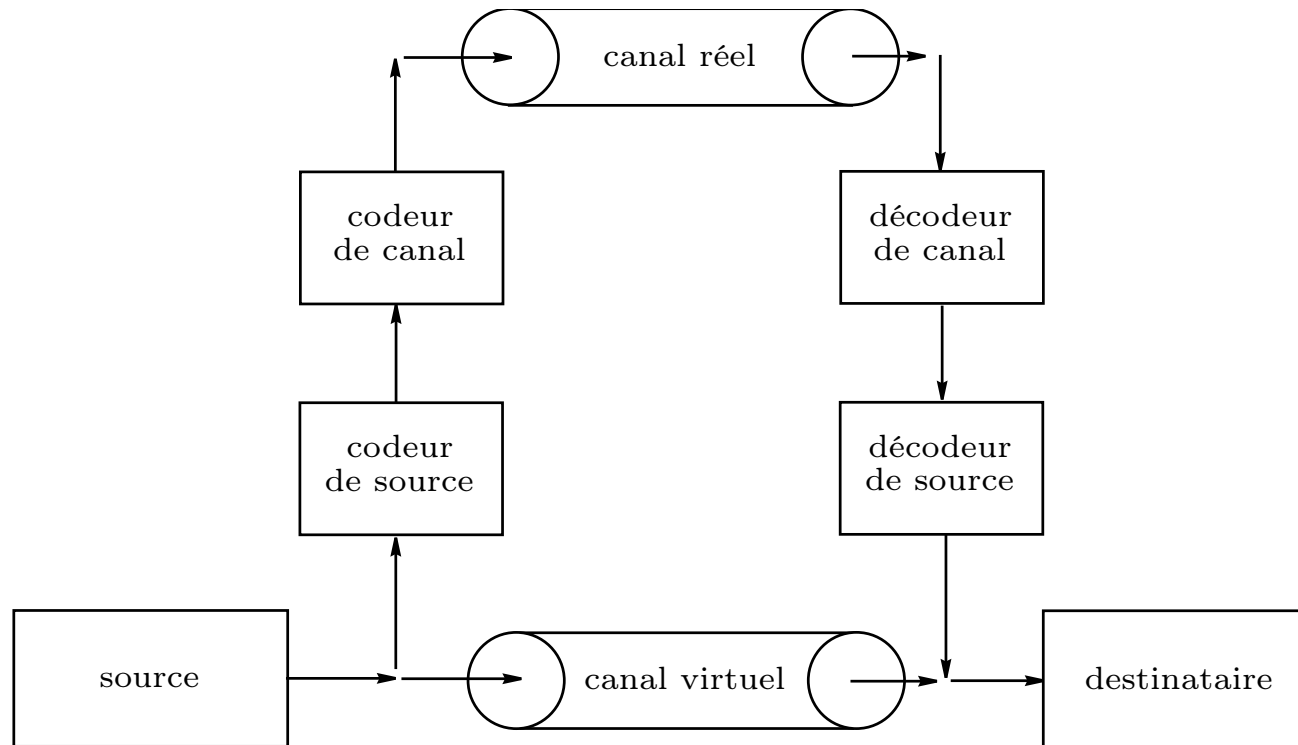 canal réel
codeur
de canal
décodeur
de canal
codeur
de source
décodeur
de source
source
canal virtuel
destinataire